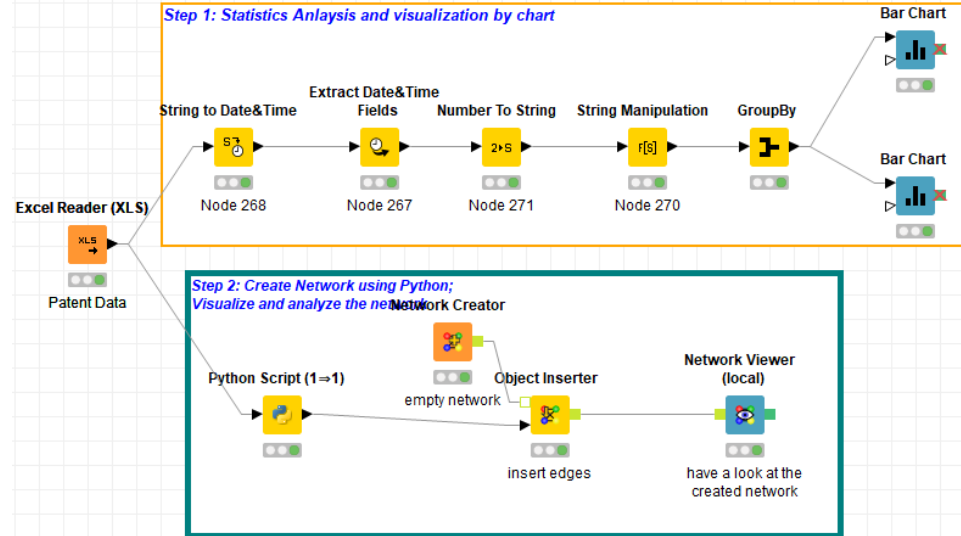 Step 1: Statistics Anlaysis and visualization by chart
Bar Chart
Extract Date&Time
String to Date&Time
Fields
Number To String
String Manipulation
GroupBy
S
2▸S
F[S]
Node 268
Node 267
Node 271
Node 270
Bar Chart
Excel Reader (XLS)
XLS
Patent Data
Step 2: Create Network using Python;
Visualize and analyze the network
Network Creator
empty network
Python Script (1⇒1)
Object Inserter
insert edges
Network Viewer
(local)
have a look at the
created network